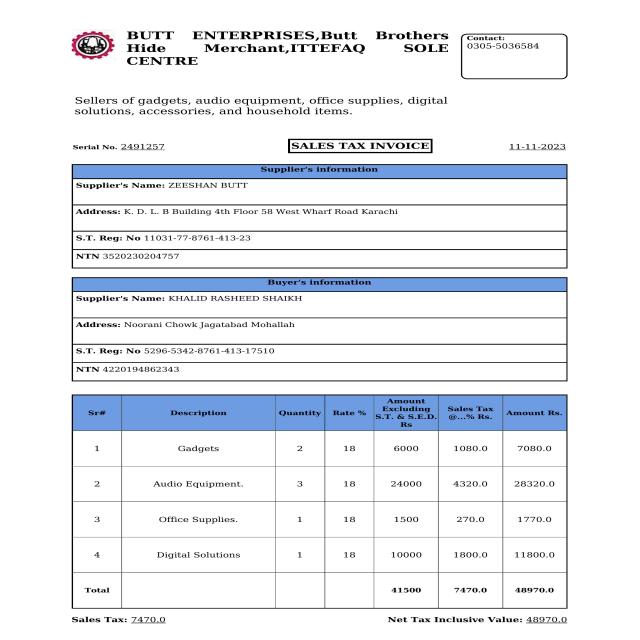 BUTT ENTERPRISES,Butt Brothers
Hide Merchant,ITTEFAQ SOLE
CENTRE
Contact:
0305-5036584
Sellers of gadgets, audio equipment, office supplies, digital
solutions, accessories, and household items.
Serial No. 2491257 SALES TAX INVOICE 11-11-2023
Supplier's information
Supplier's Name: ZEESHAN BUTT
Address: K. D. L. B Building 4th Floor 58 West Wharf Road Karachi
S.T. Reg: No 11031-77-8761-413-23
NTN 3520230204757
Buyer's information
Supplier's Name: KHALID RASHEED SHAIKH
Address: Noorani Chowk Jagatabad Mohallah
S.T. Reg: No 5296-5342-8761-413-17510
NTN 4220194862343
Sr# Description Quantity Rate % Amount Excluding S.T. & S.E.D. Rs Sales Tax @...% Rs. Amount Rs.
1 Gadgets 2 18 6000 1080.0 7080.0
2 Audio Equipment. 3 18 24000 4320.0 28320.0
3 Office Supplies. 1 18 1500 270.0 1770.0
4 Digital Solutions 1 18 10000 1800.0 11800.0
Total 41500 7470.0 48970.0
Sales Tax: 7470.0 Net Tax Inclusive Value: 48970.0